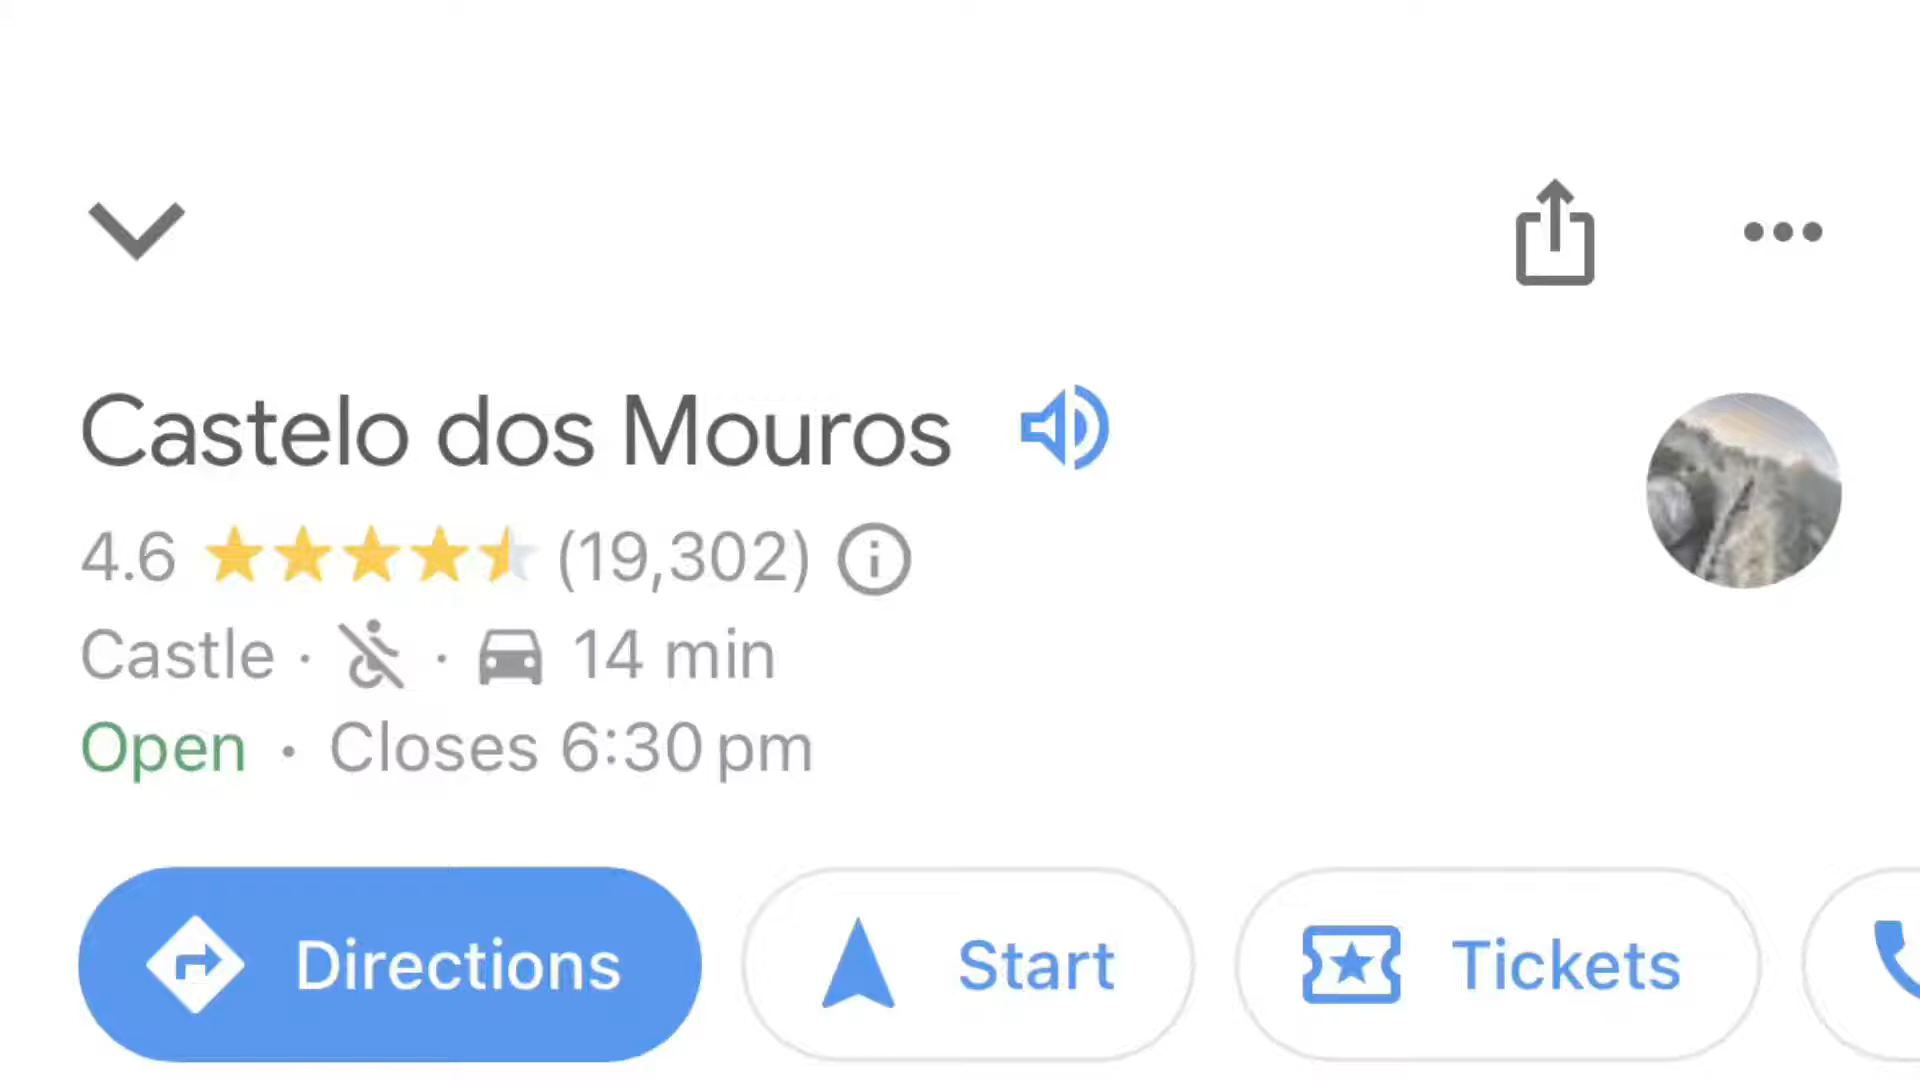 Castelo dos Mouros
4.6 (19,302)
Castle · 14 min
Open · Closes 6:30 pm
Directions Start Tickets